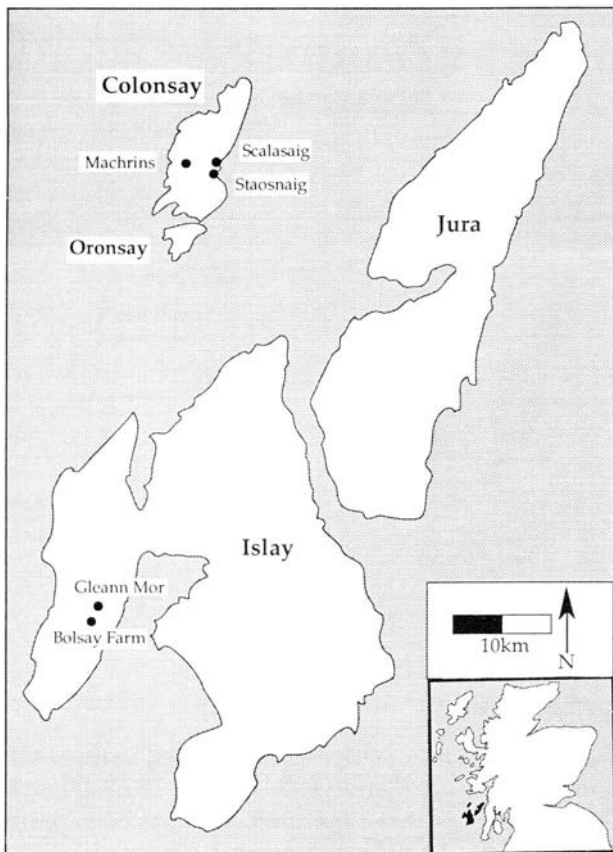 Colonsay
Scalasaig
Machrins
Staosnaig
Jura
Oronsay
Islay
Gleann Mor
Bolsay Farm
10km
N